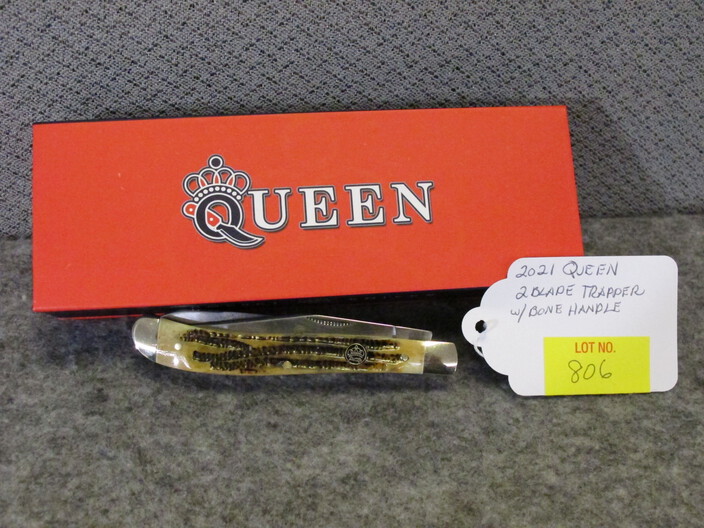 QUEEN
2021 QUEEN
2 BLADE TRAPPER
W/ BONE HANDLE
LOT NO.
806